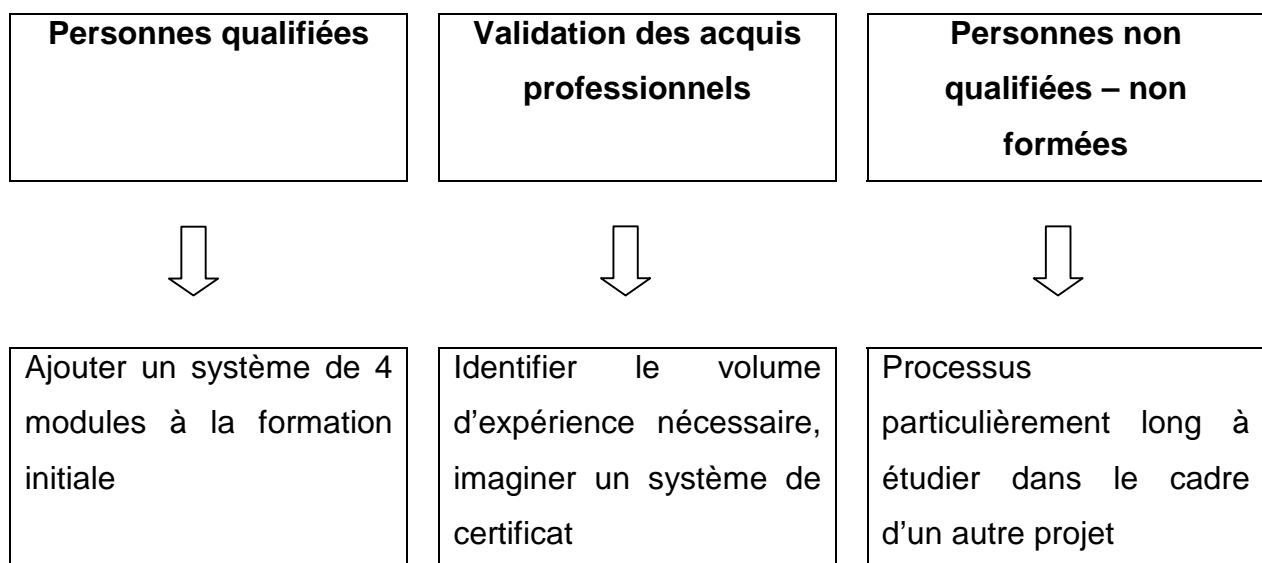 Personnes qualifiées
Validation des acquis
professionnels
Personnes non
qualifiées – non
formées
Ajouter un système de 4
modules à la formation
initiale
Identifier le volume
d’expérience nécessaire,
imaginer un système de
certificat
Processus
particulièrement long à
étudier dans le cadre
d’un autre projet